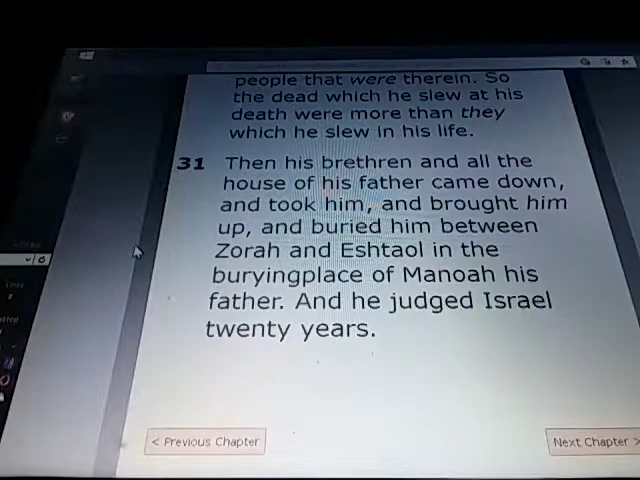 people that were therein. So
the dead which he slew at his
death were more than they
which he slew in his life.
31 Then his brethren and all the
house of his father came down,
and took him, and brought him
up, and buried him between
Zorah and Eshtaol in the
buryingplace of Manoah his
father. And he judged Israel
twenty years.
< Previous Chapter
Next Chapter >